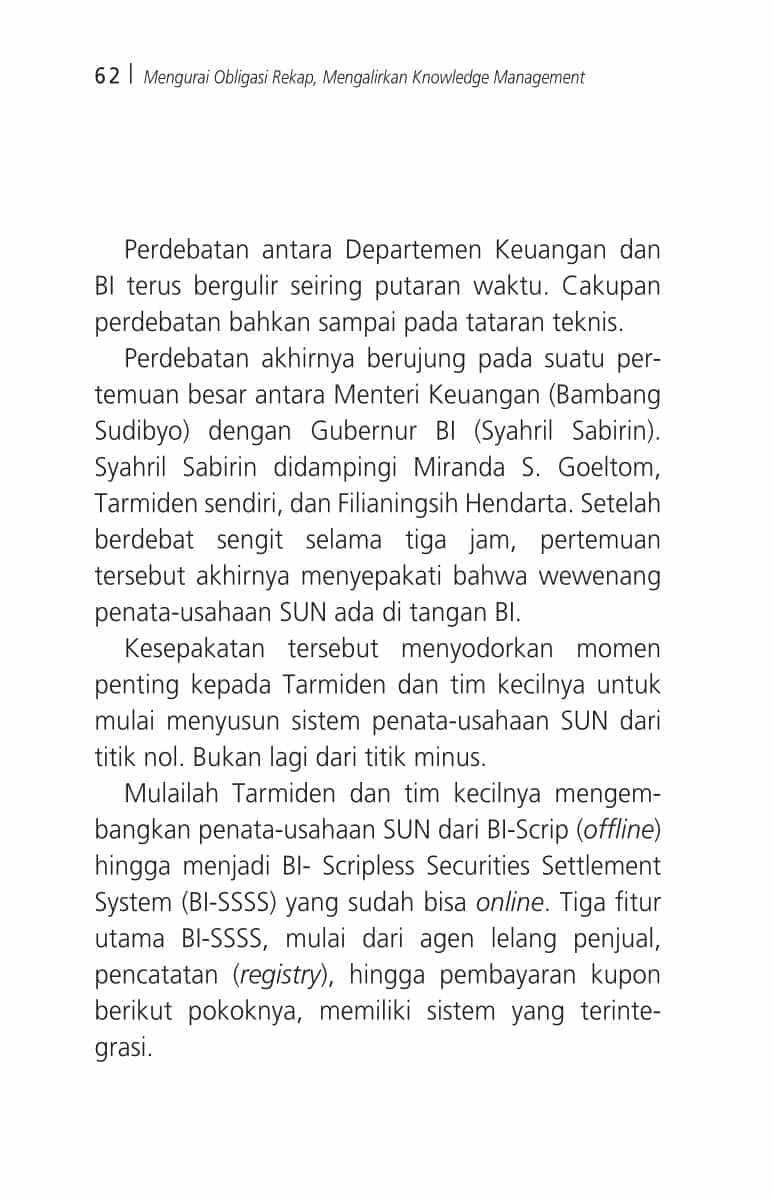 62 | Mengurai Obligasi Rekap, Mengalirkan Knowledge Management
Perdebatan antara Departemen Keuangan dan
BI terus bergulir seiring putaran waktu. Cakupan
perdebatan bahkan sampai pada tataran teknis.
Perdebatan akhirnya berujung pada suatu per-
temuan besar antara Menteri Keuangan (Bambang
Sudibyo) dengan Gubernur BI (Syahril Sabirin).
Syahril Sabirin didampingi Miranda S. Goeltom,
Tarmiden sendiri, dan Filianingsih Hendarta. Setelah
berdebat sengit selama tiga jam, pertemuan
tersebut akhirnya menyepakati bahwa wewenang
penata-usahaan SUN ada di tangan BI.
Kesepakatan tersebut menyodorkan momen
penting kepada Tarmiden dan tim kecilnya untuk
mulai menyusun sistem penata-usahaan SUN dari
titik nol. Bukan lagi dari titik minus.
Mulailah Tarmiden dan tim kecilnya mengem-
bangkan penata-usahaan SUN dari BI-Scrip (offline)
hingga menjadi BI- Scripless Securities Settlement
System (BI-SSSS) yang sudah bisa online. Tiga fitur
utama BI-SSSS, mulai dari agen lelang penjual,
pencatatan (registry), hingga pembayaran kupon
berikut pokoknya, memiliki sistem yang terinte-
grasi.